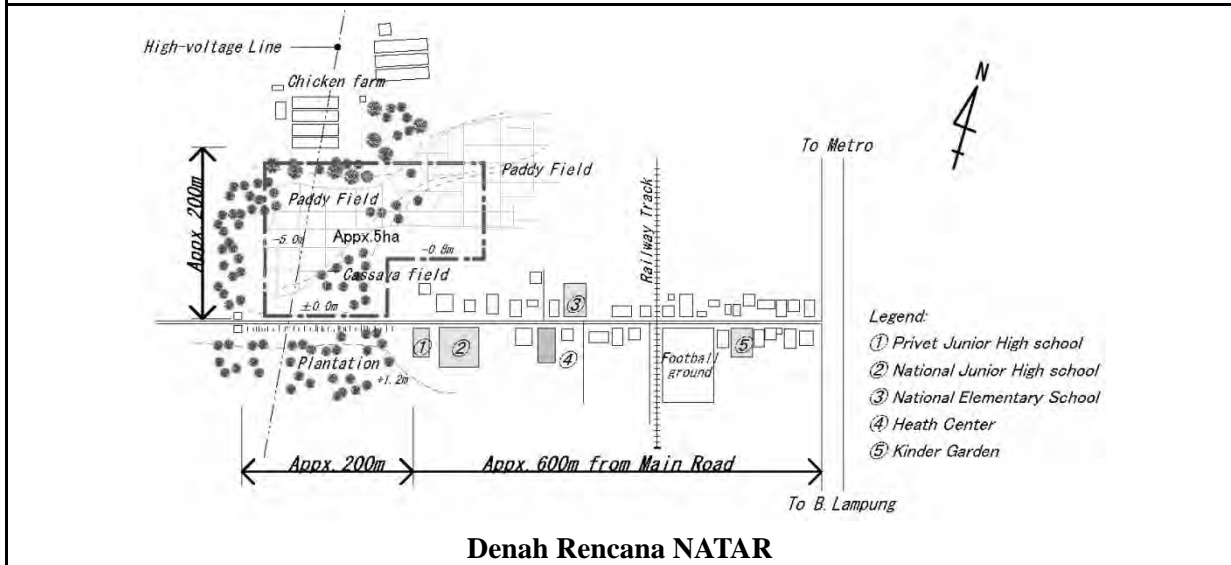 High-voltage Line
Chicken farm
N
To Metro
Appx. 200m
Paddy Field
Paddy Field
Railway Track
-5.0m
Appx.5ha
-0.8m
Cassava field
±0.0m
③
Legend:
① Privet Junior High school
② National Junior High school
③ National Elementary School
④ Heath Center
⑤ Kinder Garden
①
②
④
Football ground
⑤
Plantation
+1.2m
Appx. 200m
Appx. 600m from Main Road
To B. Lampung
Denah Rencana NATAR